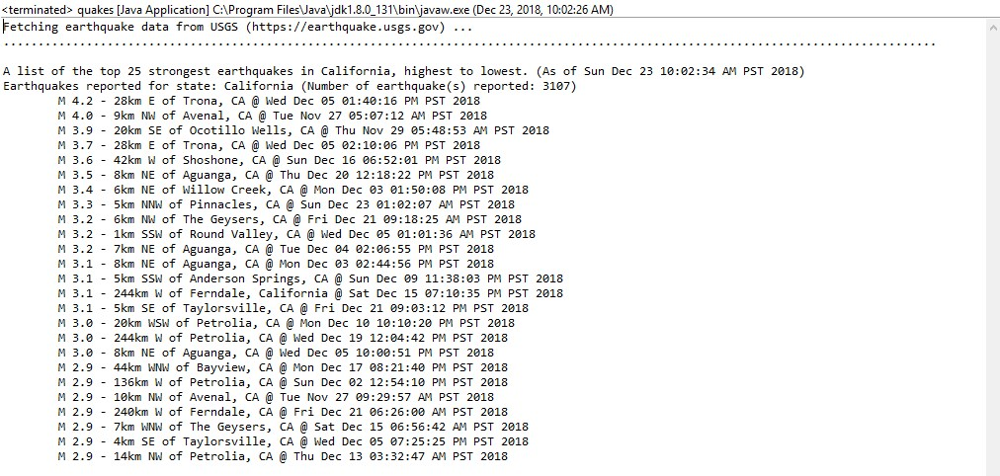 <terminated> quakes [Java Application] C:\Program Files\Java\jdk1.8.0_131\bin\javaw.exe (Dec 23, 2018, 10:02:26 AM)
Fetching earthquake data from USGS (https://earthquake.usgs.gov) ...
.......................................................................................................................................
A list of the top 25 strongest earthquakes in California, highest to lowest. (As of Sun Dec 23 10:02:34 AM PST 2018)
Earthquakes reported for state: California (Number of earthquake(s) reported: 3107)
M 4.2 - 28km E of Trona, CA @ Wed Dec 05 01:40:16 PM PST 2018
M 4.0 - 9km NW of Avenal, CA @ Tue Nov 27 05:07:12 AM PST 2018
M 3.9 - 20km SE of Ocotillo Wells, CA @ Thu Nov 29 05:48:53 AM PST 2018
M 3.7 - 28km E of Trona, CA @ Wed Dec 05 02:10:06 PM PST 2018
M 3.6 - 42km W of Shoshone, CA @ Sun Dec 16 06:52:01 PM PST 2018
M 3.5 - 8km NE of Aguanga, CA @ Thu Dec 20 12:18:22 PM PST 2018
M 3.4 - 6km NE of Willow Creek, CA @ Mon Dec 03 01:50:08 PM PST 2018
M 3.3 - 5km NNW of Pinnacles, CA @ Sun Dec 23 01:02:07 AM PST 2018
M 3.2 - 6km NW of The Geysers, CA @ Fri Dec 21 09:18:25 AM PST 2018
M 3.2 - 1km SSW of Round Valley, CA @ Wed Dec 05 01:01:36 AM PST 2018
M 3.2 - 7km NE of Aguanga, CA @ Tue Dec 04 02:06:55 PM PST 2018
M 3.1 - 8km NE of Aguanga, CA @ Mon Dec 03 02:44:56 PM PST 2018
M 3.1 - 5km SSW of Anderson Springs, CA @ Sun Dec 09 11:38:03 PM PST 2018
M 3.1 - 244km W of Ferndale, California @ Sat Dec 15 07:10:35 PM PST 2018
M 3.1 - 5km SE of Taylorsville, CA @ Fri Dec 21 09:03:12 PM PST 2018
M 3.0 - 20km WSW of Petrolia, CA @ Mon Dec 10 10:10:20 PM PST 2018
M 3.0 - 244km W of Petrolia, CA @ Wed Dec 19 12:04:42 PM PST 2018
M 3.0 - 8km NE of Aguanga, CA @ Wed Dec 05 10:00:51 PM PST 2018
M 2.9 - 44km WNW of Bayview, CA @ Mon Dec 17 08:21:40 PM PST 2018
M 2.9 - 136km W of Petrolia, CA @ Sun Dec 02 12:54:10 PM PST 2018
M 2.9 - 10km NW of Avenal, CA @ Tue Nov 27 09:29:57 AM PST 2018
M 2.9 - 240km W of Ferndale, CA @ Fri Dec 21 06:26:00 AM PST 2018
M 2.9 - 7km WNW of The Geysers, CA @ Sat Dec 15 06:56:42 AM PST 2018
M 2.9 - 4km SE of Taylorsville, CA @ Wed Dec 05 07:25:25 PM PST 2018
M 2.9 - 14km NW of Petrolia, CA @ Thu Dec 13 03:32:47 AM PST 2018